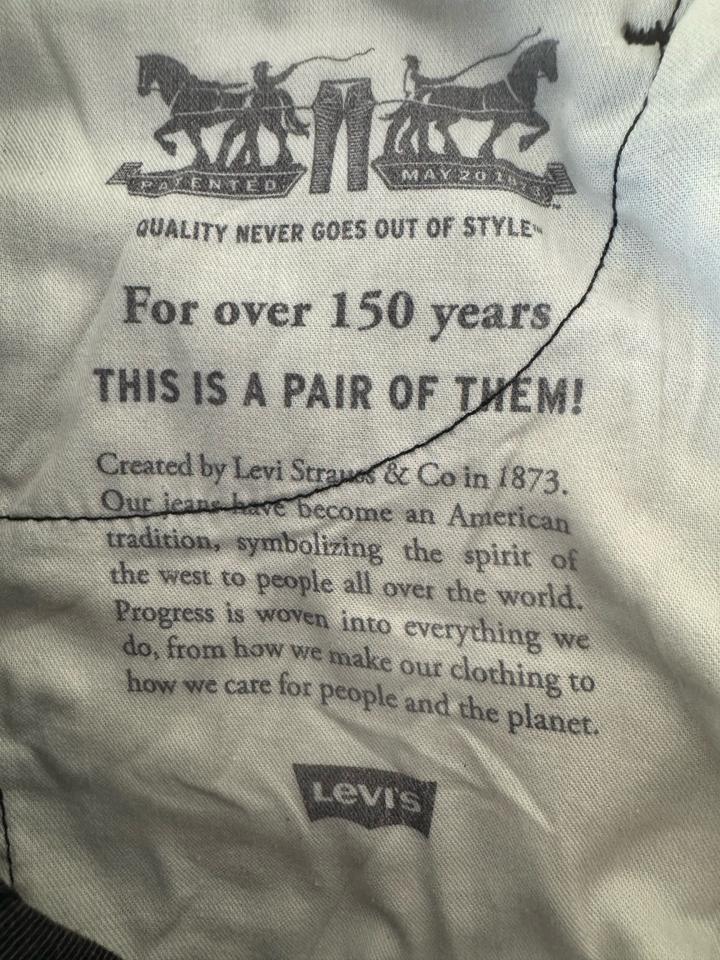 PATENTED MAY 20 1873
QUALITY NEVER GOES OUT OF STYLE™
For over 150 years
THIS IS A PAIR OF THEM!
Created by Levi Strauss & Co in 1873.
Our jeans have become an American
tradition, symbolizing the spirit of
the west to people all over the world.
Progress is woven into everything we
do, from how we make our clothing to
how we care for people and the planet.
LEVI'S